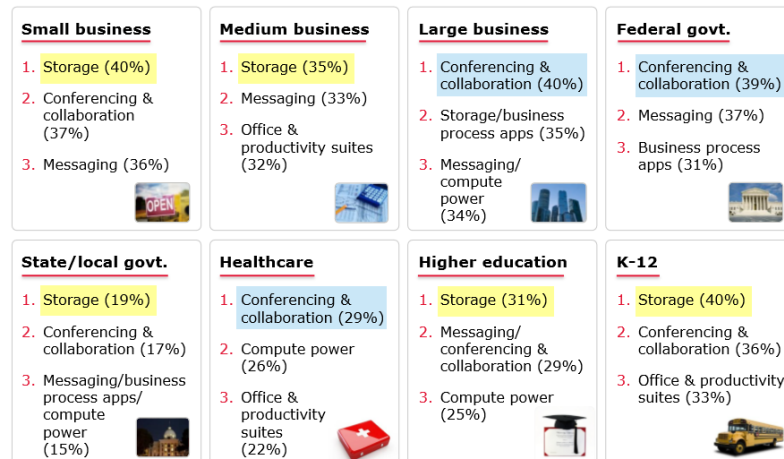 Small business
1. Storage (40%)
2. Conferencing &
collaboration
(37%)
3. Messaging (36%)
OPEN
Medium business
1. Storage (35%)
2. Messaging (33%)
3. Office &
productivity suites
(32%)
Large business
1. Conferencing &
collaboration (40%)
2. Storage/business
process apps (35%)
3. Messaging/
compute
power
(34%)
Federal govt.
1. Conferencing &
collaboration (39%)
2. Messaging (37%)
3. Business process
apps (31%)
State/local govt.
1. Storage (19%)
2. Conferencing &
collaboration (17%)
3. Messaging/business
process apps/
compute
power
(15%)
Healthcare
1. Conferencing &
collaboration (29%)
2. Compute power
(26%)
3. Office &
productivity
suites
(22%)
Higher education
1. Storage (31%)
2. Messaging/
conferencing &
collaboration (29%)
3. Compute power
(25%)
K-12
1. Storage (40%)
2. Conferencing &
collaboration (36%)
3. Office & productivity
suites (33%)